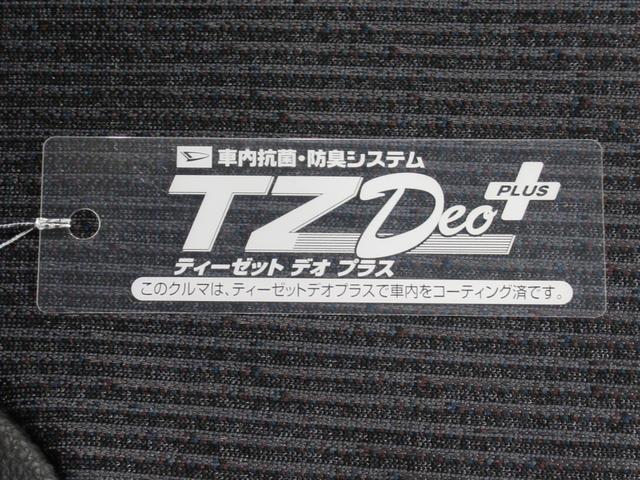 車内抗菌・防臭システム
TZ Deo PLUS
ティーゼット デオ プラス
このクルマは、ティーゼットデオプラスで車内をコーティング済です。